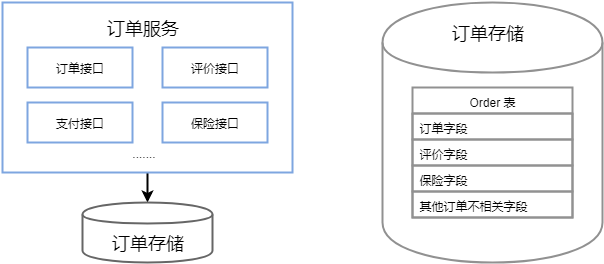 订单服务
订单接口
评价接口
支付接口
保险接口
.......
订单存储
订单存储
Order 表
订单字段
评价字段
保险字段
其他订单不相关字段